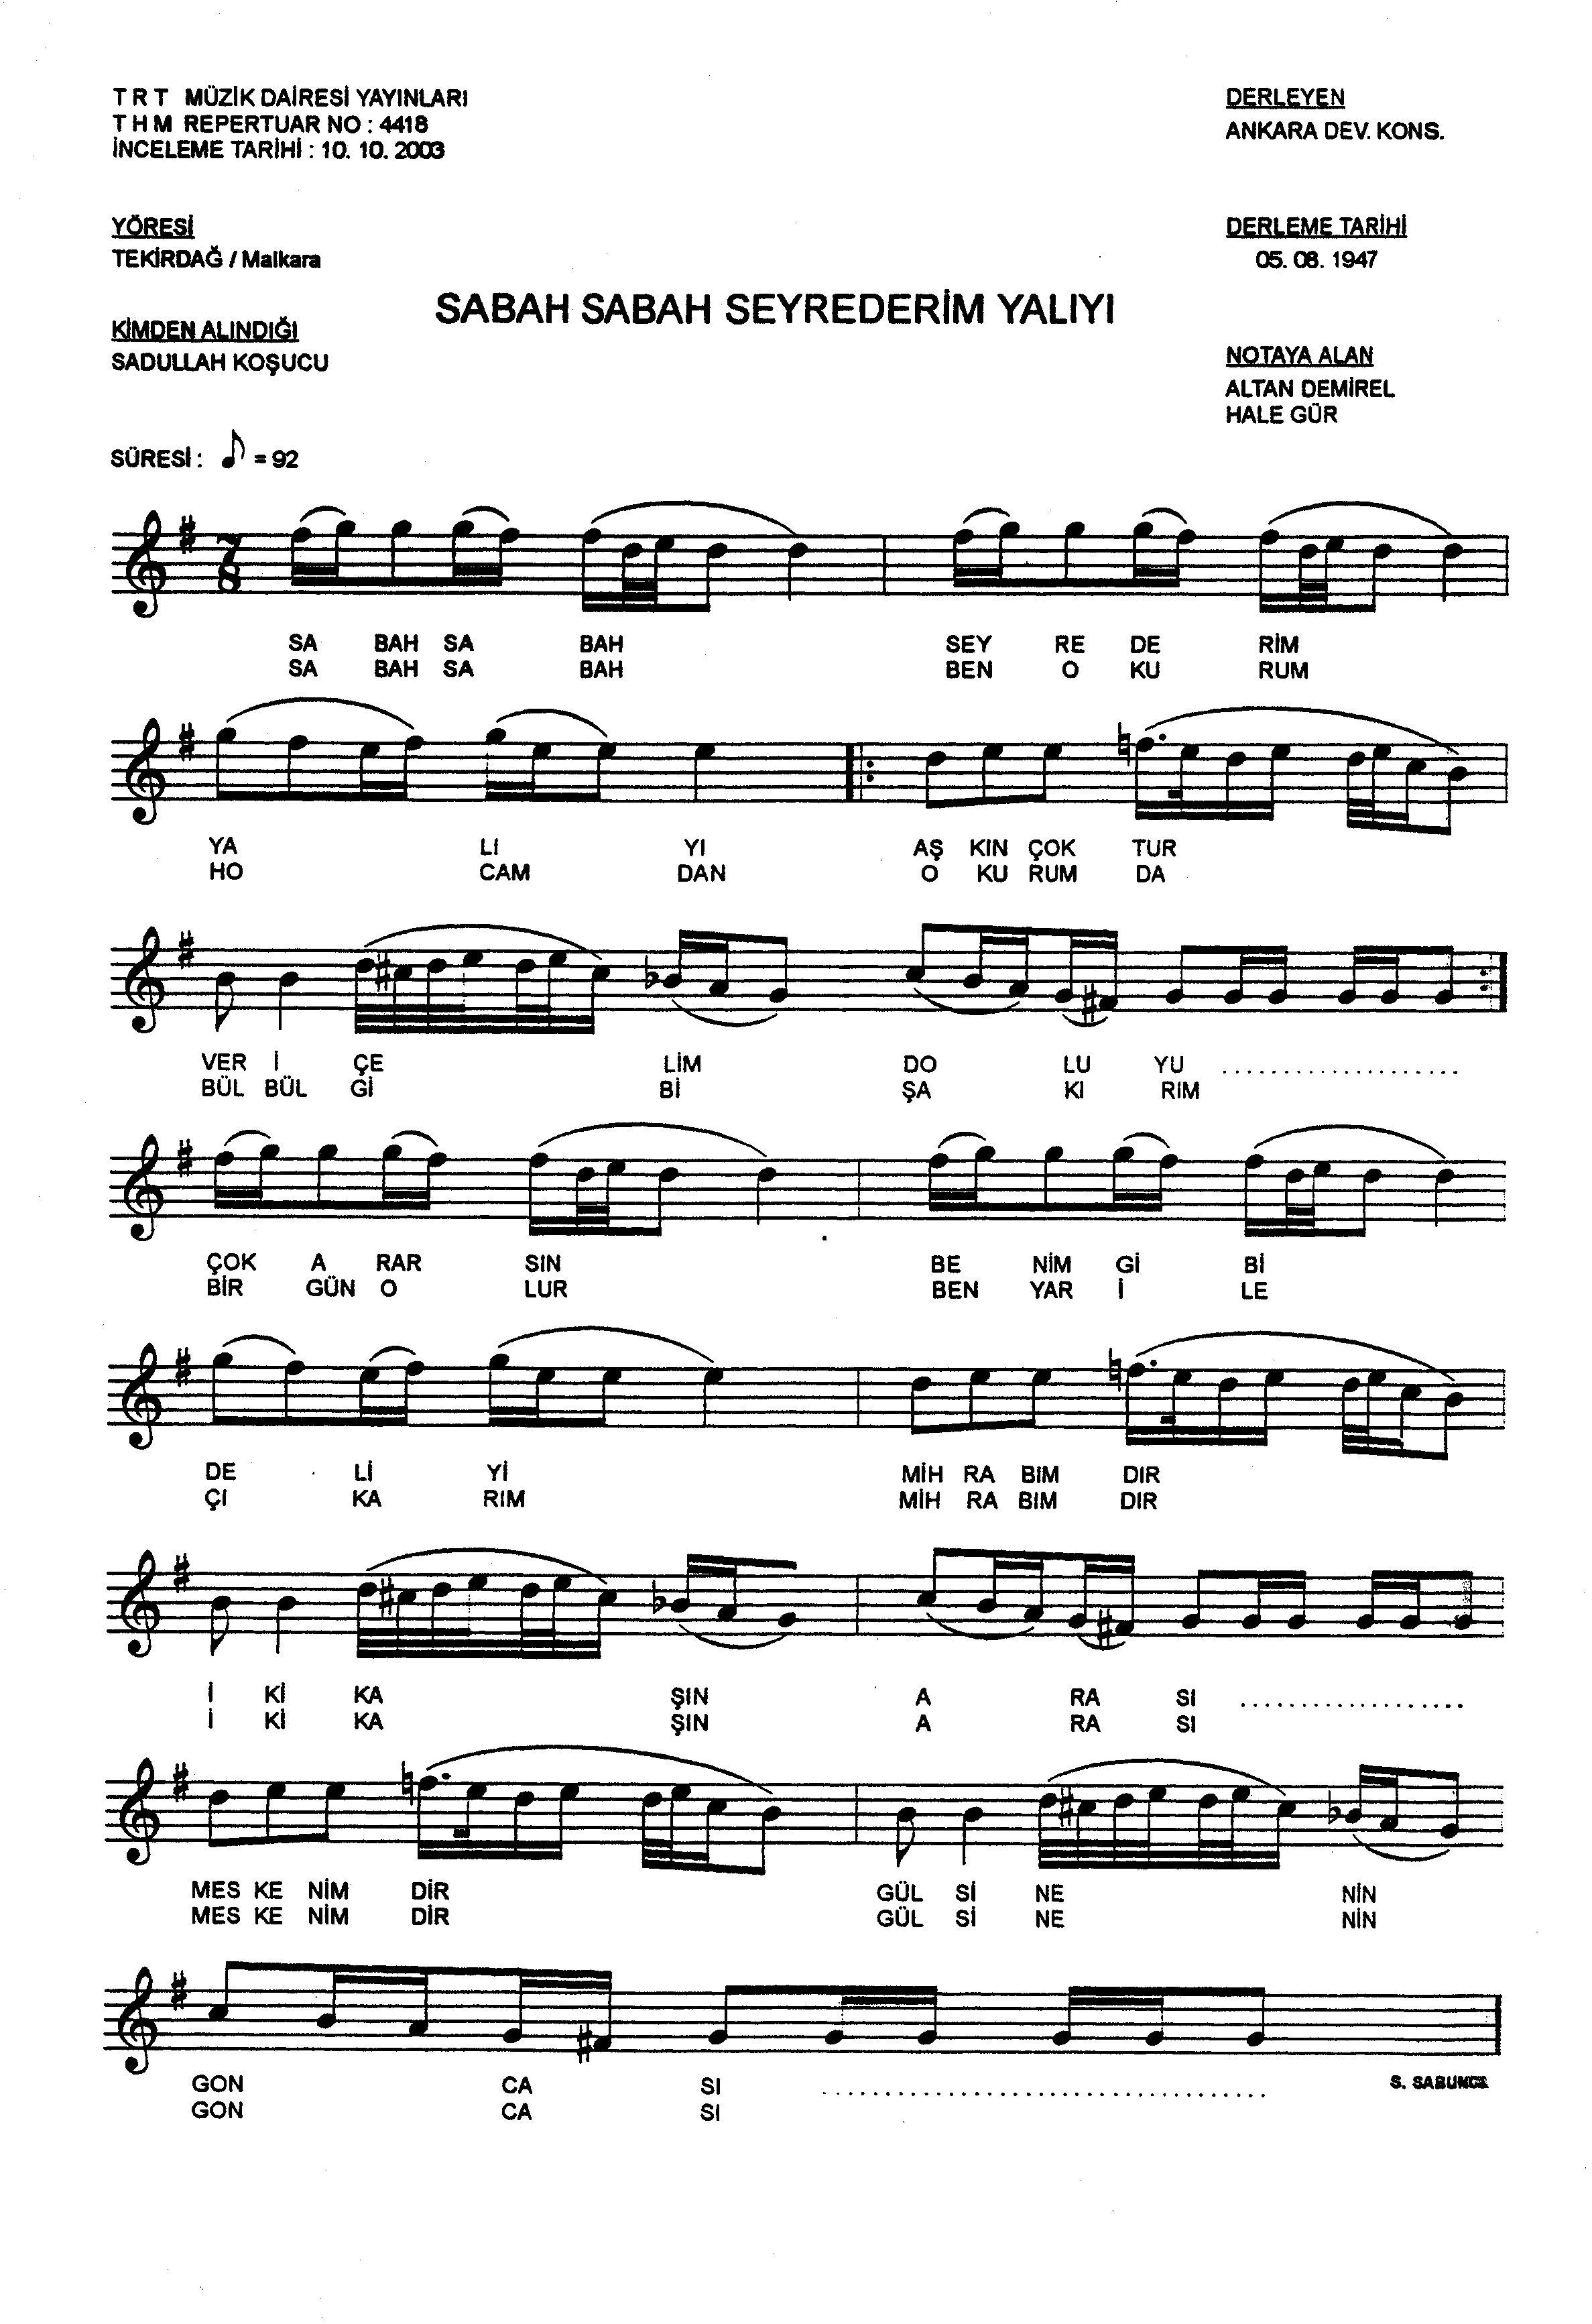 TRT MÜZİK DAİRESİ YAYINLARI
THM REPERTUAR NO : 4418
İNCELEME TARİHİ : 10. 10. 2003
DERLEYEN
ANKARA DEV. KONS.
YÖRESİ
TEKİRDAĞ / Malkara
DERLEME TARİHİ
05. 08. 1947
SABAH SABAH SEYREDERİM YALIYI
KİMDEN ALINDIĞI
SADULLAH KOŞUCU
NOTAYA ALAN
ALTAN DEMİREL
HALE GÜR
SÜRESİ : ♪ = 92
7
8
SA BAH SA BAH SEY RE DE RİM
SA BAH SA BAH BEN O KU RUM
YA LI YI AŞ KIN ÇOK TUR
HO CAM DAN O KU RUM DA
VER İ ÇE LİM DO LU YU ....................
BÜL BÜL Gİ Bİ ŞA KI RIM
ÇOK A RAR SIN BE NİM Gİ Bİ
BİR GÜN O LUR BEN YAR İ LE
DE Lİ Yİ MİH RA BIM DIR
ÇI KA RIM MİH RA BIM DIR
İ Kİ KA ŞIN A RA SI ...................
İ Kİ KA ŞIN A RA SI
MES KE NİM DİR GÜL Sİ NE NİN
MES KE NİM DİR GÜL Sİ NE NİN
GON CA SI ....................................
GON CA SI
S.